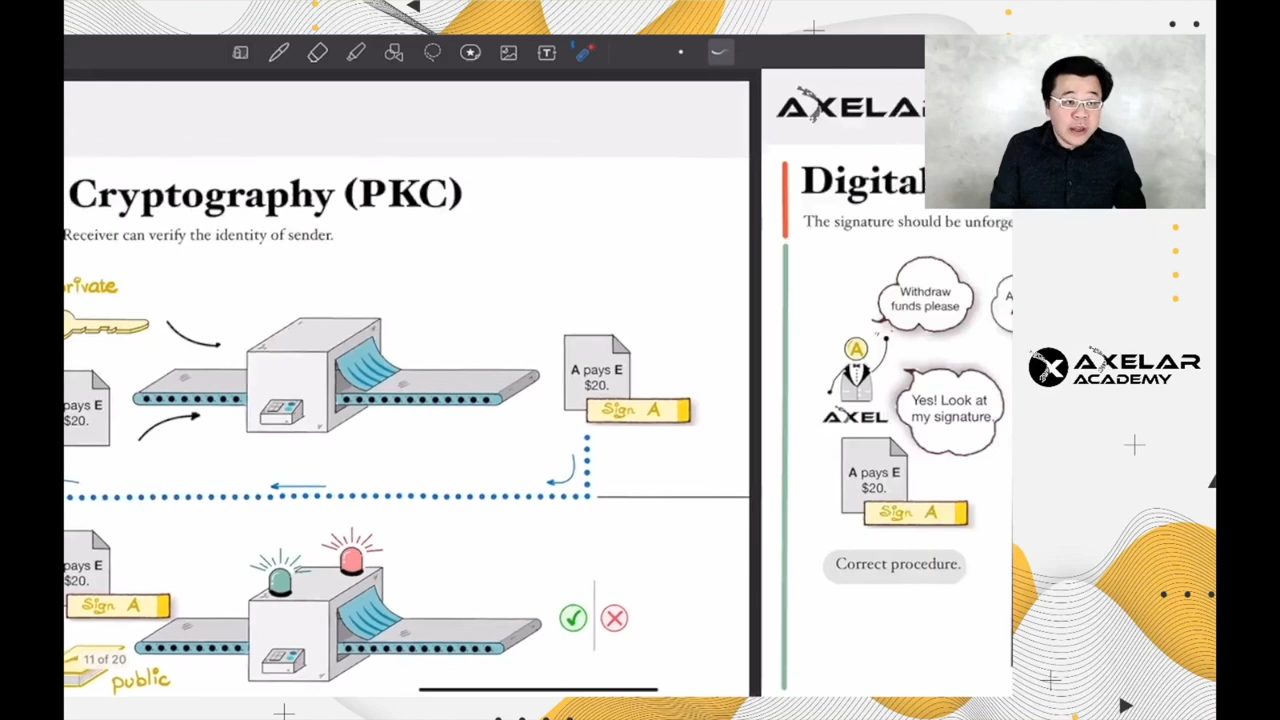 Cryptography (PKC)
Receiver can verify the identity of sender.
private
pays E
$20.
A pays E
$20.
Sign A
pays E
$20.
Sign A
11 of 20
public
AXELAR
Digital
The signature should be unforge
Withdraw
funds please
A
A
Yes! Look at
my signature.
AXEL
A pays E
$20.
Sign A
Correct procedure.
AXELAR
ACADEMY